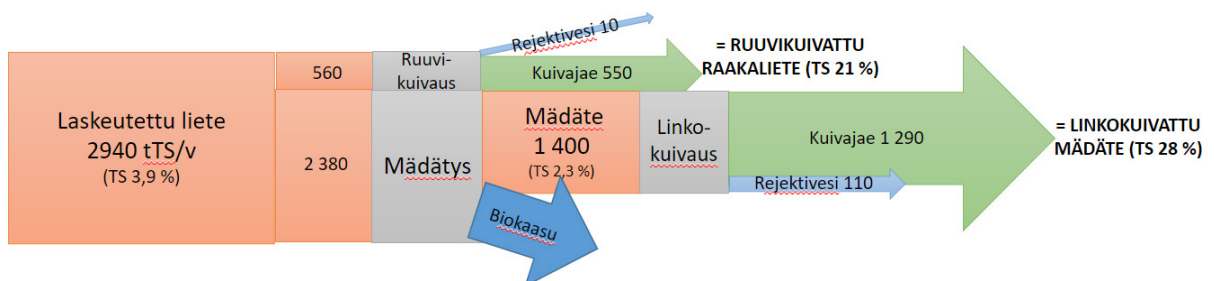 Laskeutettu liete
2940 tTS/v
(TS 3,9 %)
560
2 380
Ruuvi-
kuivaus
Mädätys
Rejektivesi 10
Kuivajae 550
= RUUVIKUIVATTU
RAAKALIETE (TS 21 %)
Mädäte
1 400
(TS 2,3 %)
Biokaasu
Linko-
kuivaus
Kuivajae 1 290
Rejektivesi 110
= LINKOKUIVATTU
MÄDÄTE (TS 28 %)